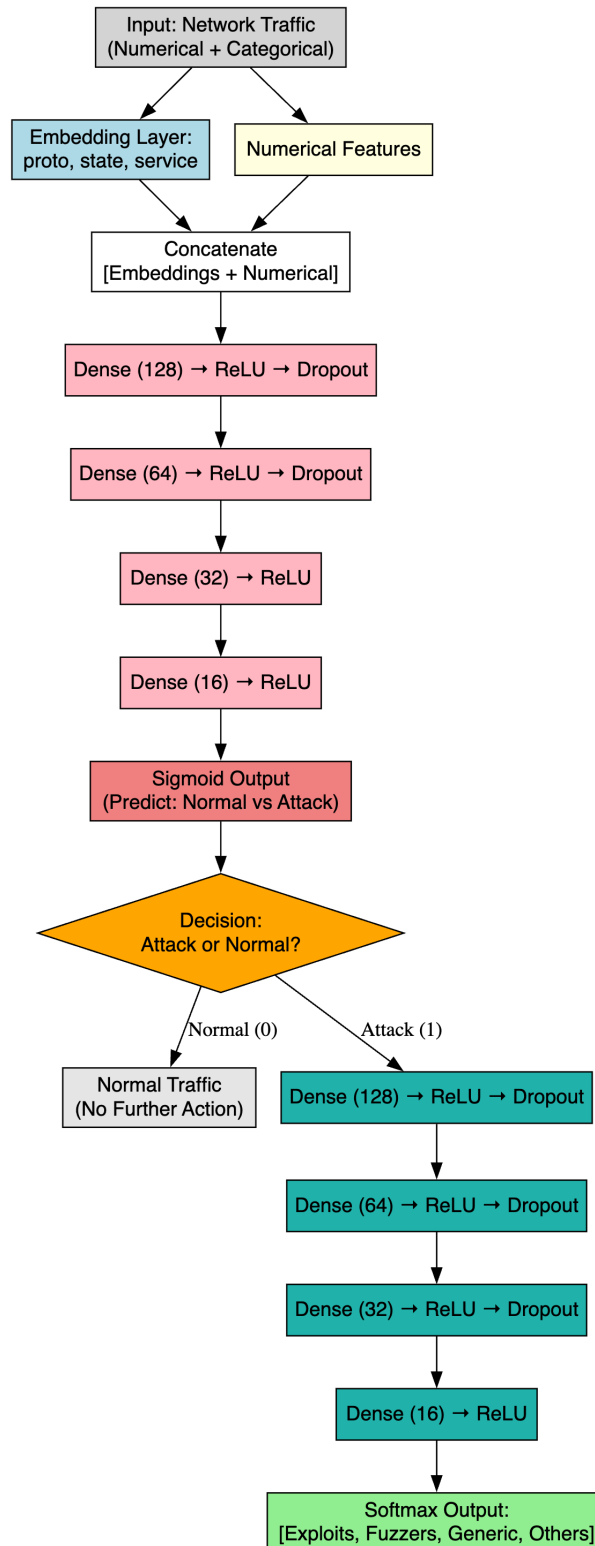 Input: Network Traffic
(Numerical + Categorical)
Embedding Layer:
proto, state, service
Numerical Features
Concatenate
[Embeddings + Numerical]
Dense (128) → ReLU → Dropout
Dense (64) → ReLU → Dropout
Dense (32) → ReLU
Dense (16) → ReLU
Sigmoid Output
(Predict: Normal vs Attack)
Decision:
Attack or Normal?
Normal (0)
Attack (1)
Normal Traffic
(No Further Action)
Dense (128) → ReLU → Dropout
Dense (64) → ReLU → Dropout
Dense (32) → ReLU → Dropout
Dense (16) → ReLU
Softmax Output:
[Exploits, Fuzzers, Generic, Others]